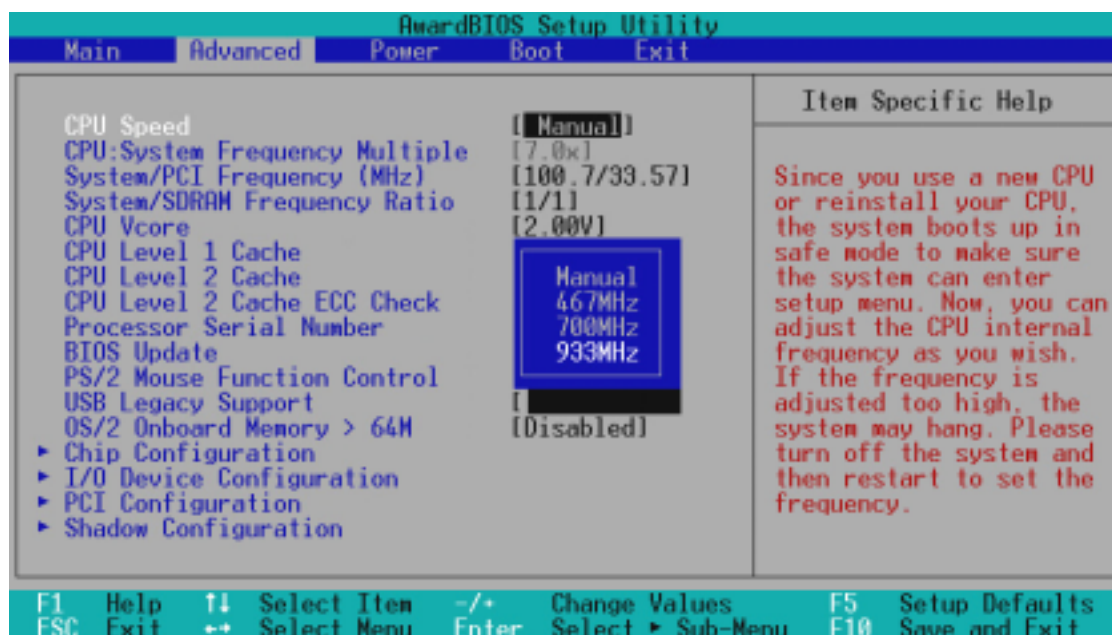 AwardBIOS Setup Utility
Main Advanced Power Boot Exit
CPU Speed [ Manual]
CPU:System Frequency Multiple [7.0x]
System/PCI Frequency (MHz) [100.7/33.57]
System/SDRAM Frequency Ratio [1/1]
CPU Vcore [2.00V]
CPU Level 1 Cache
CPU Level 2 Cache
CPU Level 2 Cache ECC Check
Processor Serial Number
BIOS Update
PS/2 Mouse Function Control
USB Legacy Support [
OS/2 Onboard Memory > 64M [Disabled]
► Chip Configuration
► I/O Device Configuration
► PCI Configuration
► Shadow Configuration
Manual
467MHz
700MHz
933MHz
Item Specific Help
Since you use a new CPU
or reinstall your CPU,
the system boots up in
safe mode to make sure
the system can enter
setup menu. Now, you can
adjust the CPU internal
frequency as you wish.
If the frequency is
adjusted too high, the
system may hang. Please
turn off the system and
then restart to set the
frequency.
F1 Help ↑↓ Select Item -/+ Change Values F5 Setup Defaults
ESC Exit ←→ Select Menu Enter Select ► Sub-Menu F10 Save and Exit